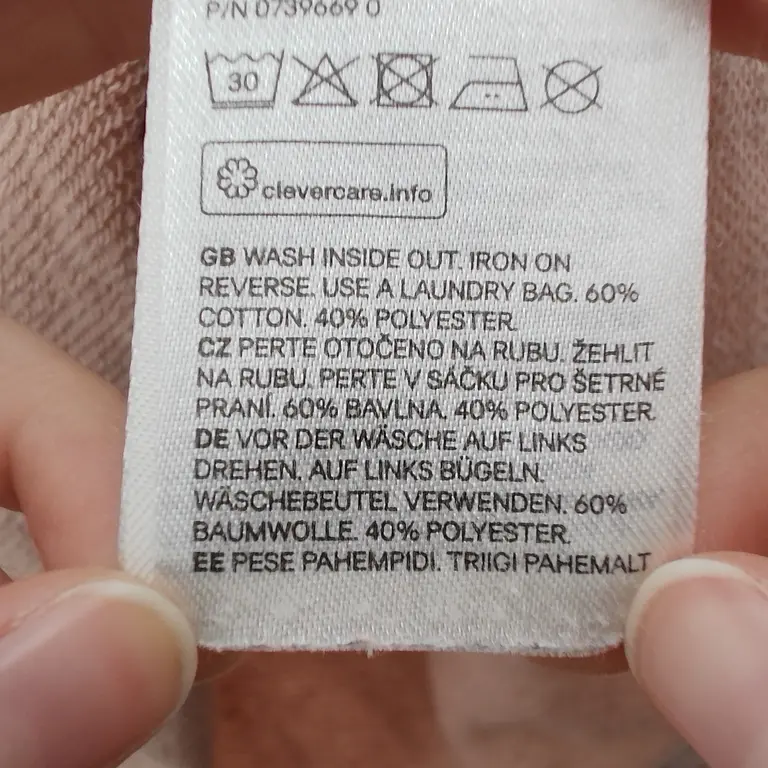 P/N 0739669 0
30
clevercare.info
GB WASH INSIDE OUT. IRON ON
REVERSE. USE A LAUNDRY BAG. 60%
COTTON. 40% POLYESTER.
CZ PERTE OTOČENO NA RUBU. ŽEHLIT
NA RUBU. PERTE V SÁČKU PRO ŠETRNÉ
PRANÍ. 60% BAVLNA. 40% POLYESTER.
DE VOR DER WÄSCHE AUF LINKS
DREHEN. AUF LINKS BÜGELN.
WÄSCHEBEUTEL VERWENDEN. 60%
BAUMWOLLE. 40% POLYESTER.
EE PESE PAHEMPIDI. TRIIGI PAHEMALT